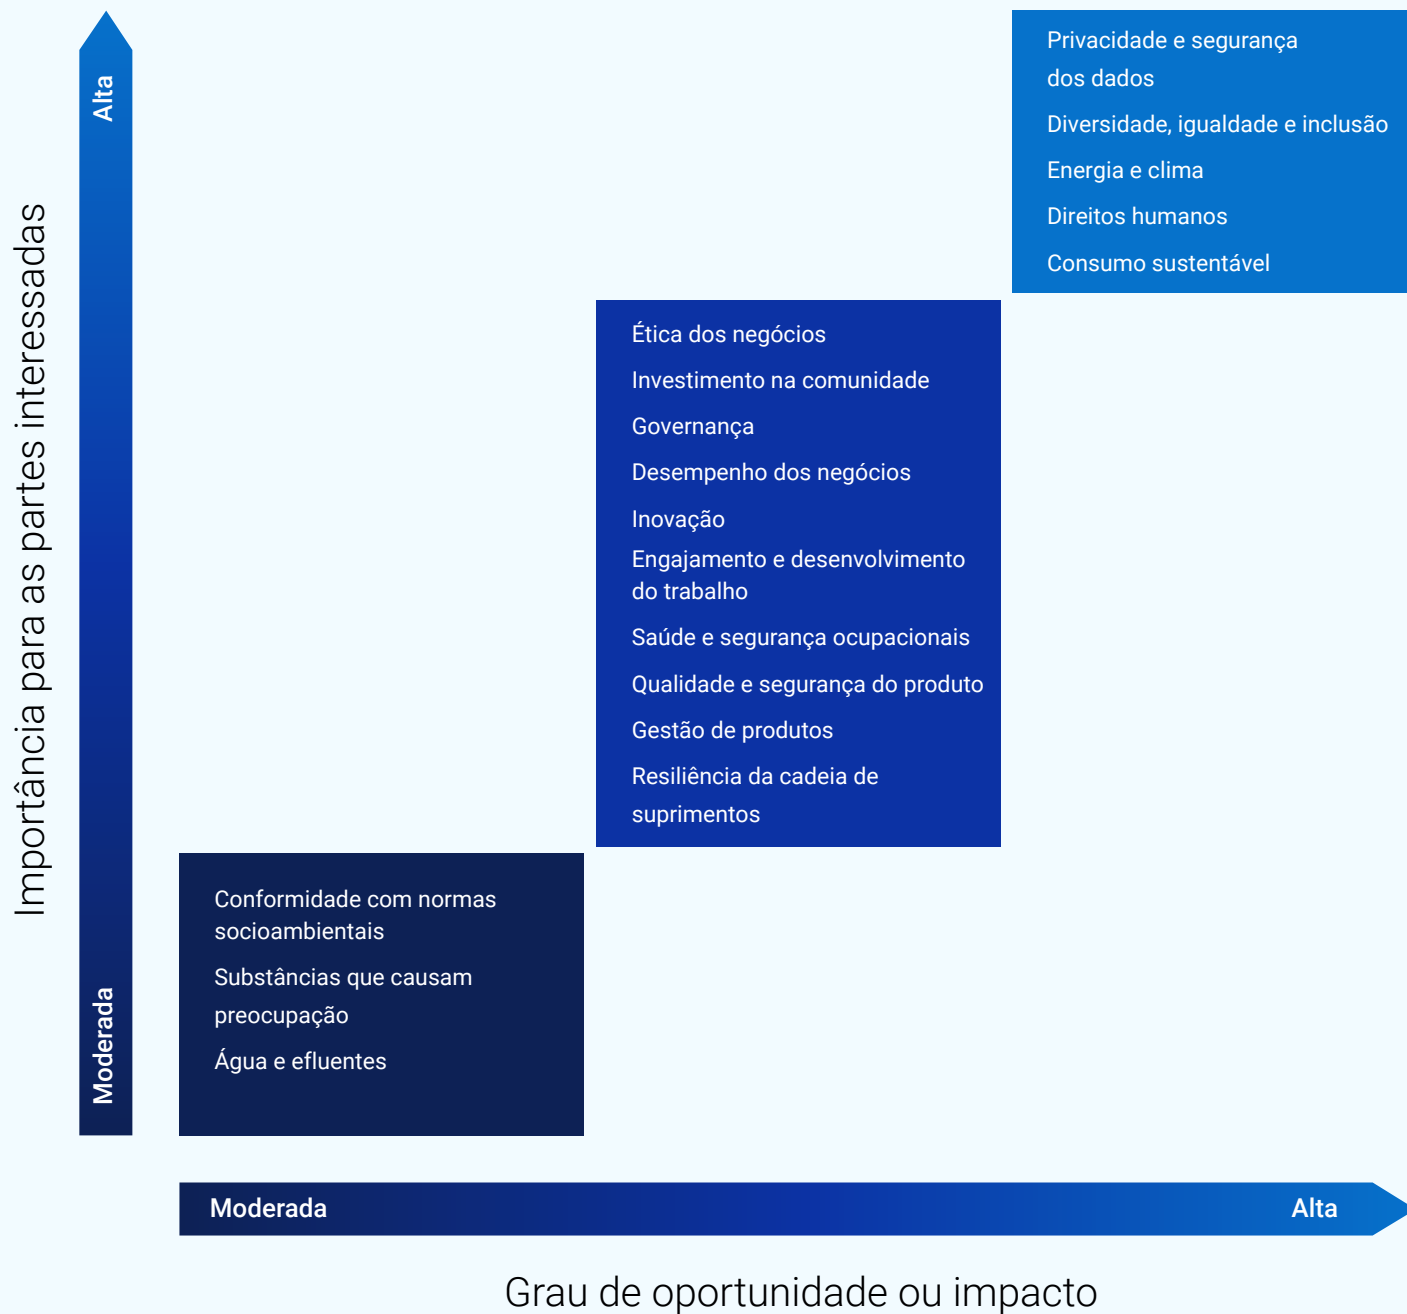 Importância para as partes interessadas
Alta
Moderada
Privacidade e segurança
dos dados
Diversidade, igualdade e inclusão
Energia e clima
Direitos humanos
Consumo sustentável
Ética dos negócios
Investimento na comunidade
Governança
Desempenho dos negócios
Inovação
Engajamento e desenvolvimento
do trabalho
Saúde e segurança ocupacionais
Qualidade e segurança do produto
Gestão de produtos
Resiliência da cadeia de
suprimentos
Conformidade com normas
socioambientais
Substâncias que causam
preocupação
Água e efluentes
Moderada
Alta
Grau de oportunidade ou impacto